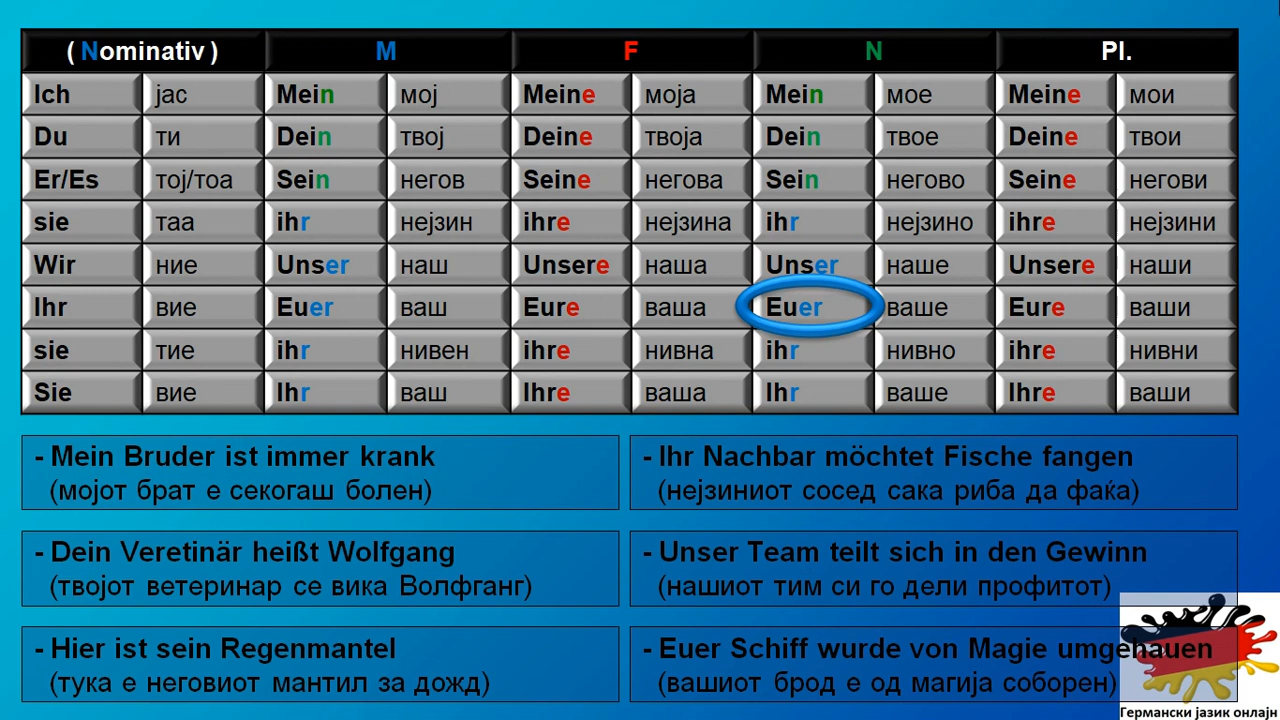 ( Nominativ ) M F N Pl.
Ich јас Mein мој Meine моја Mein мое Meine мои
Du ти Dein твој Deine твоја Dein твое Deine твои
Er/Es тој/тоа Sein негов Seine негова Sein негово Seine негови
sie таа ihr нејзин ihre нејзина ihr нејзино ihre нејзини
Wir ние Unser наш Unsere наша Unser наше Unsere наши
Ihr вие Euer ваш Eure ваша Euer ваше Eure ваши
sie тие ihr нивен ihre нивна ihr нивно ihre нивни
Sie вие Ihr ваш Ihre ваша Ihr ваше Ihre ваши
- Mein Bruder ist immer krank
(мојот брат е секогаш болен)
- Ihr Nachbar möchtet Fische fangen
(нејзиниот сосед сака риба да фаќа)
- Dein Veretinär heißt Wolfgang
(твојот ветеринар се вика Волфганг)
- Unser Team teilt sich in den Gewinn
(нашиот тим си го дели профитот)
- Hier ist sein Regenmantel
(тука е неговиот мантил за дожд)
- Euer Schiff wurde von Magie umgehauen
(вашиот брод е од магија соборен)
Германски јазик онлајн